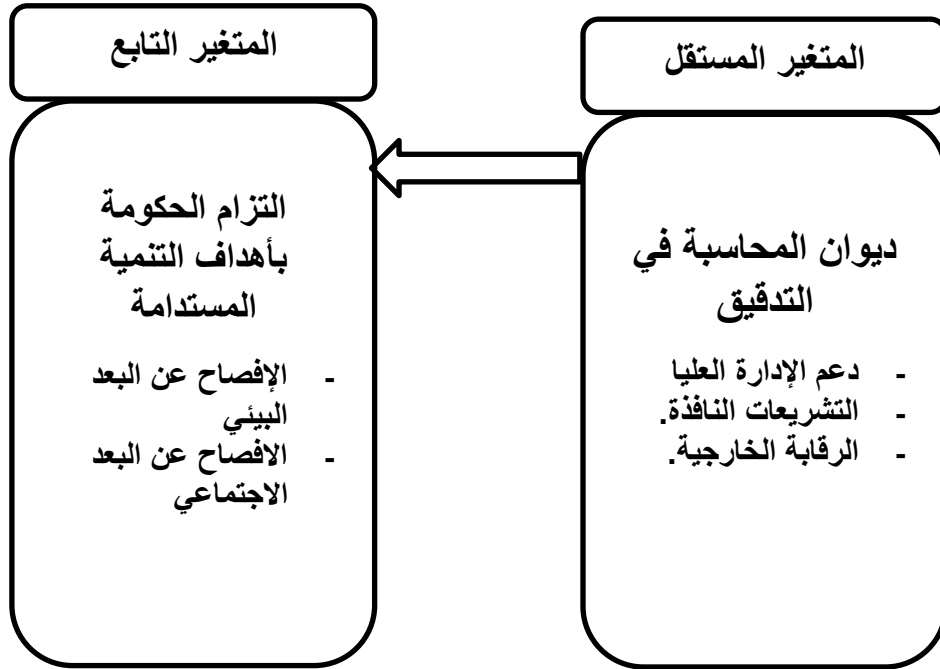 المتغير المستقل
ديوان المحاسبة في
التدقيق
- دعم الإدارة العليا
- التشريعات النافذة.
- الرقابة الخارجية.
المتغير التابع
التزام الحكومة
بأهداف التنمية
المستدامة
- الإفصاح عن البعد
البيئي
- الافصاح عن البعد
الاجتماعي